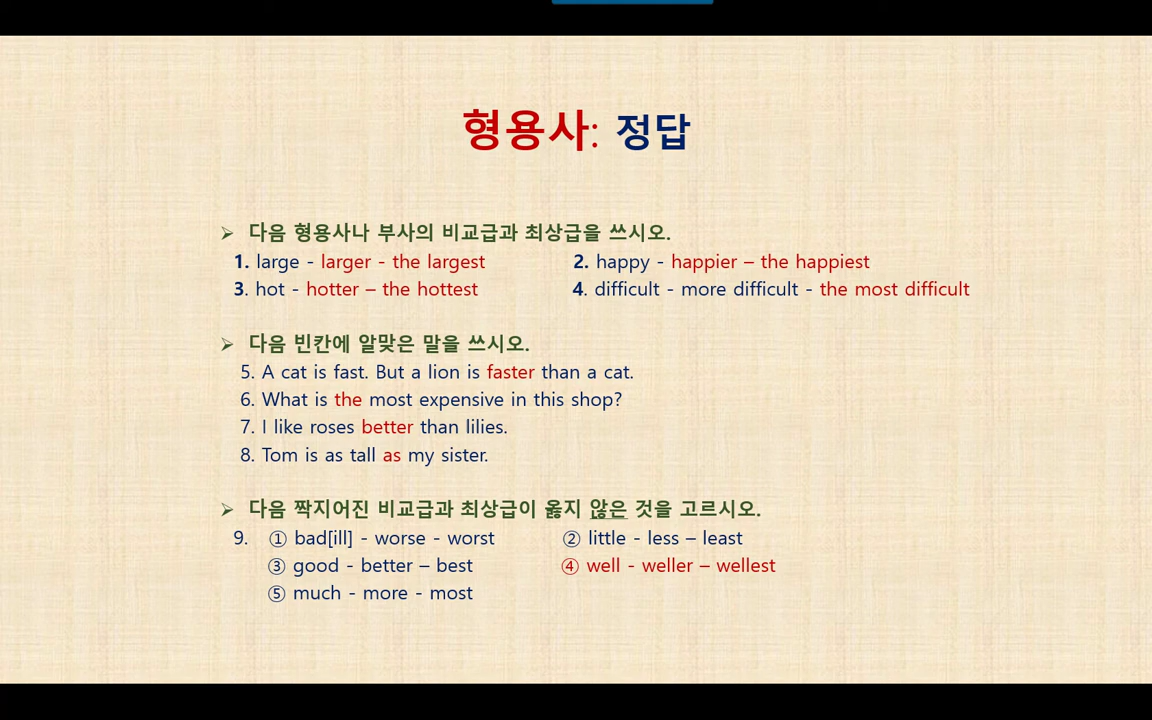 형용사: 정답
➢ 다음 형용사나 부사의 비교급과 최상급을 쓰시오.
1. large - larger - the largest 2. happy - happier – the happiest
3. hot - hotter – the hottest 4. difficult - more difficult - the most difficult
➢ 다음 빈칸에 알맞은 말을 쓰시오.
5. A cat is fast. But a lion is faster than a cat.
6. What is the most expensive in this shop?
7. I like roses better than lilies.
8. Tom is as tall as my sister.
➢ 다음 짝지어진 비교급과 최상급이 옳지 않은 것을 고르시오.
9. ① bad[ill] - worse - worst ② little - less – least
③ good - better – best ④ well - weller – wellest
⑤ much - more - most